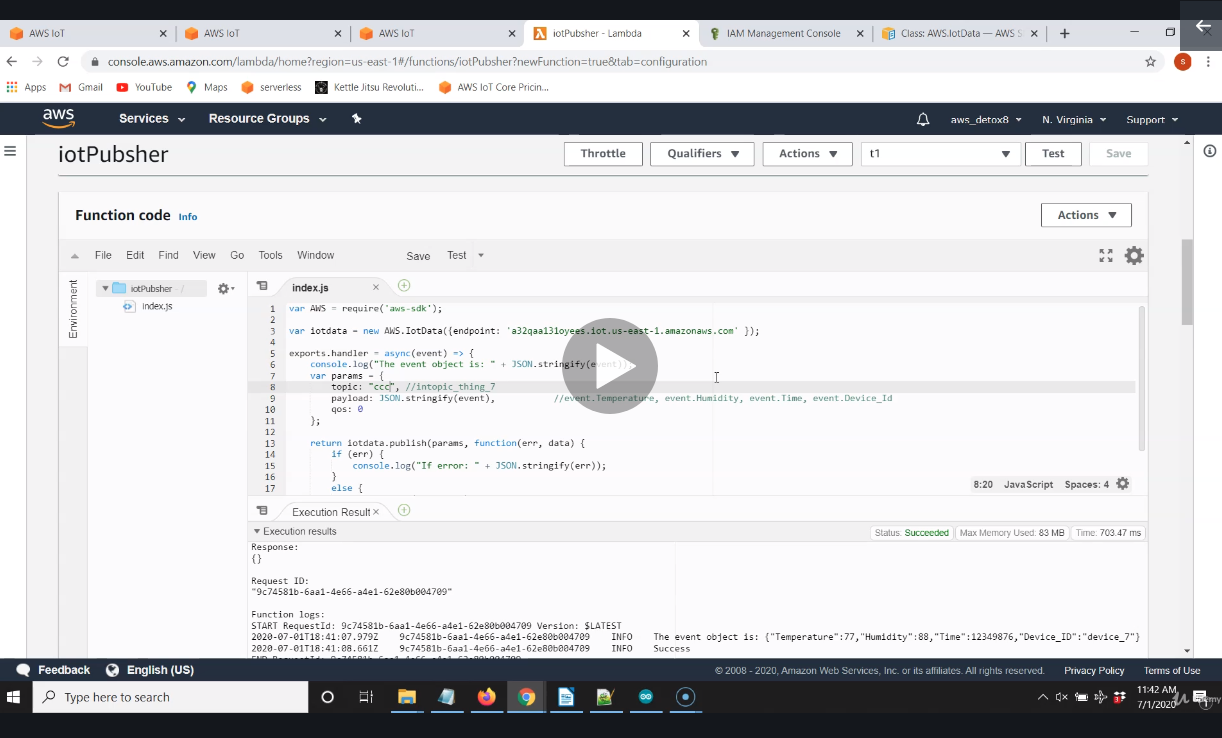 AWS IoT
AWS IoT
AWS IoT
iotPubsher - Lambda
IAM Management Console
Class: AWS.IotData — AWS S
console.aws.amazon.com/lambda/home?region=us-east-1#/functions/iotPubsher?newFunction=true&tab=configuration
s
Apps Gmail YouTube Maps serverless Kettle Jitsu Revoluti... AWS IoT Core Pricin...
aws Services Resource Groups aws_detox8 N. Virginia Support
iotPubsher Throttle Qualifiers Actions t1 Test Save
Function code Info Actions
File Edit Find View Go Tools Window Save Test
Environment
iotPubsher /
index.js
index.js
1 var AWS = require('aws-sdk');
2
3 var iotdata = new AWS.IotData({endpoint: 'a32qaa131oyees.iot.us-east-1.amazonaws.com' });
4
5 exports.handler = async(event) => {
6 console.log("The event object is: " + JSON.stringify(event));
7 var params = {
8 topic: "ccc", //intopic_thing_7
9 payload: JSON.stringify(event), //event.Temperature, event.Humidity, event.Time, event.Device_Id
10 qos: 0
11 };
12
13 return iotdata.publish(params, function(err, data) {
14 if (err) {
15 console.log("If error: " + JSON.stringify(err));
16 }
17 else {
8:20 JavaScript Spaces: 4
Execution Result
Execution results Status: Succeeded Max Memory Used: 83 MB Time: 703.47 ms
Response:
{}
Request ID:
"9c74581b-6aa1-4e66-a4e1-62e80b004709"
Function logs:
START RequestId: 9c74581b-6aa1-4e66-a4e1-62e80b004709 Version: $LATEST
2020-07-01T18:41:07.979Z 9c74581b-6aa1-4e66-a4e1-62e80b004709 INFO The event object is: {"Temperature":77,"Humidity":88,"Time":12349876,"Device_ID":"device_7"}
2020-07-01T18:41:08.661Z 9c74581b-6aa1-4e66-a4e1-62e80b004709 INFO Success
END RequestId: 9c74581b-6aa1-4e66-a4e1-62e80b004709
Feedback English (US) © 2008 - 2020, Amazon Web Services, Inc. or its affiliates. All rights reserved. Privacy Policy Terms of Use
Type here to search
11:42 AM
7/1/2020